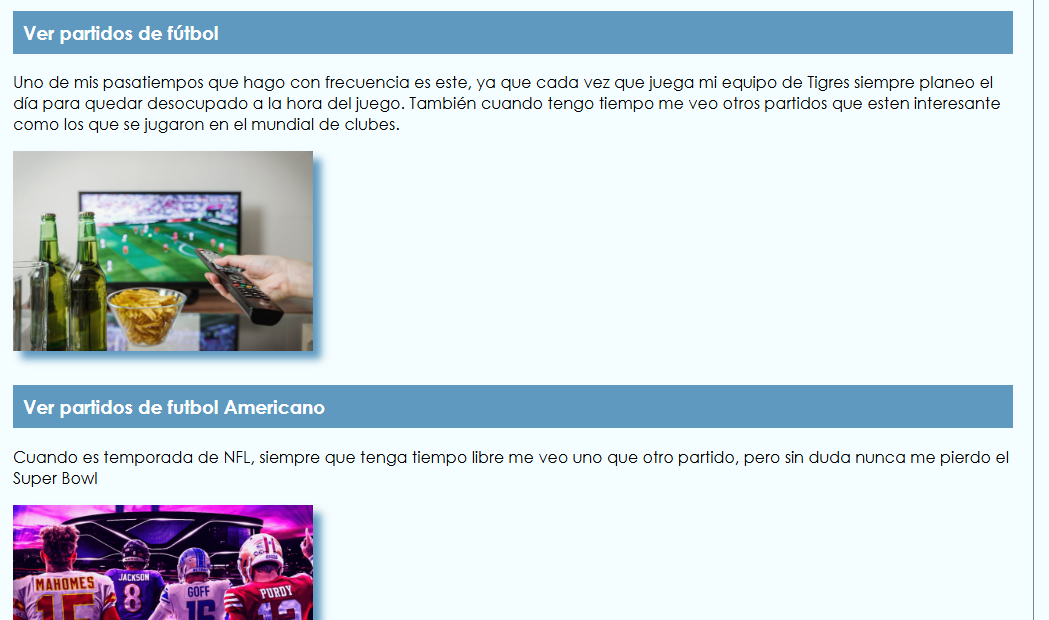 Ver partidos de fútbol
Uno de mis pasatiempos que hago con frecuencia es este, ya que cada vez que juega mi equipo de Tigres siempre planeo el
día para quedar desocupado a la hora del juego. También cuando tengo tiempo me veo otros partidos que esten interesante
como los que se jugaron en el mundial de clubes.
Ver partidos de futbol Americano
Cuando es temporada de NFL, siempre que tenga tiempo libre me veo uno que otro partido, pero sin duda nunca me pierdo el
Super Bowl
MAHOMES
15
JACKSON
8
GOFF
16
PURDY
13